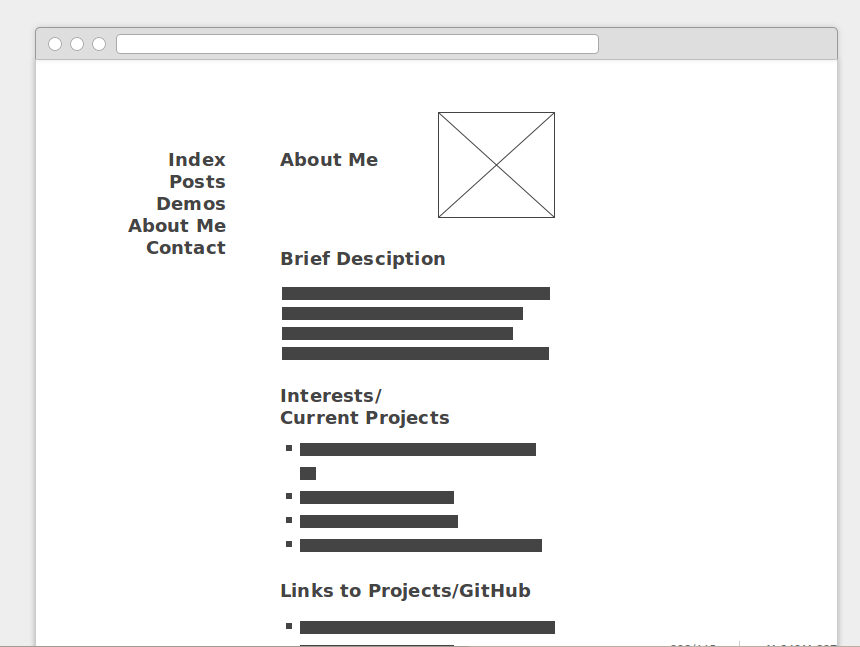 Index
Posts
Demos
About Me
Contact
About Me
Brief Desciption
Interests/
Current Projects
Links to Projects/GitHub